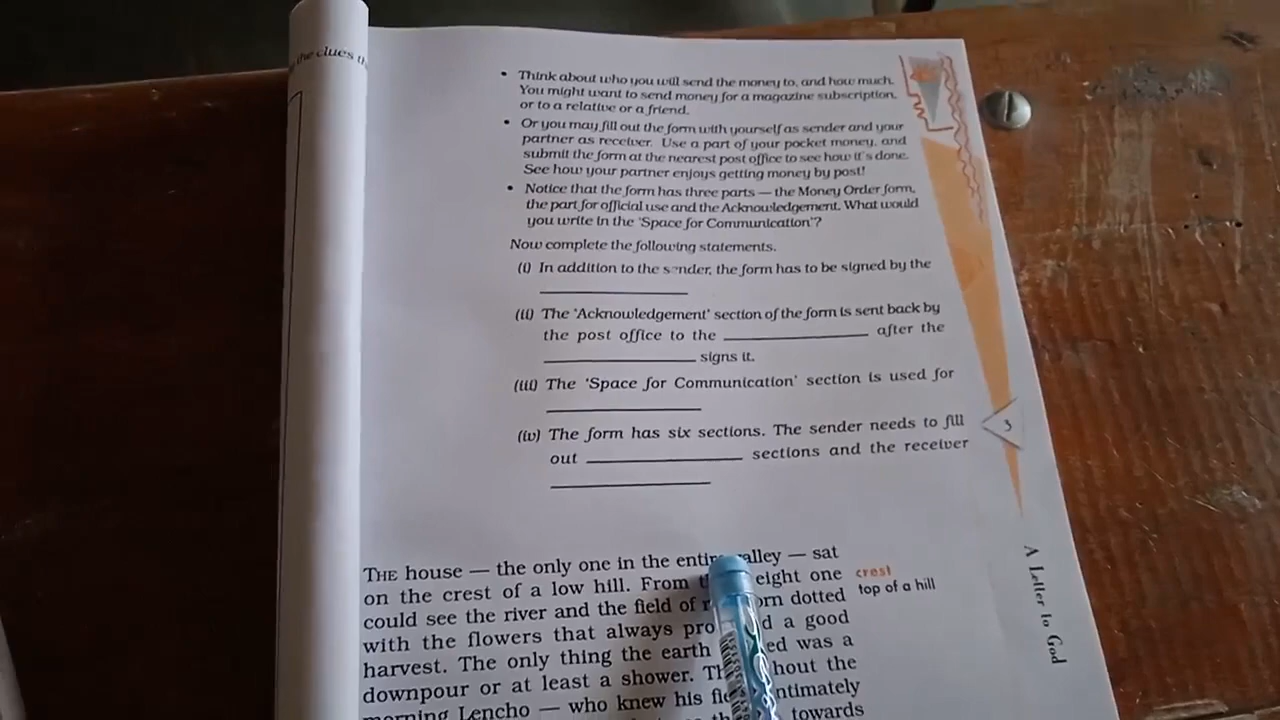 the clues th
• Think about who you will send the money to, and how much.
You might want to send money for a magazine subscription,
or to a relative or a friend.
• Or you may fill out the form with yourself as sender and your
partner as receiver. Use a part of your pocket money, and
submit the form at the nearest post office to see how it's done.
See how your partner enjoys getting money by post!
• Notice that the form has three parts — the Money Order form,
the part for official use and the Acknowledgement. What would
you write in the 'Space for Communication'?
Now complete the following statements.
(i) In addition to the sender, the form has to be signed by the
(ii) The 'Acknowledgement' section of the form is sent back by
the post office to the ____________ after the
____________ signs it.
(iii) The 'Space for Communication' section is used for
(iv) The form has six sections. The sender needs to fill
out ____________ sections and the receiver
3
THE house — the only one in the entire valley — sat
on the crest of a low hill. From eight one
could see the river and the field of dotted
with the flowers that always a good
harvest. The only thing the earth was a
downpour or at least a shower. hout the
morning Lencho — who knew his intimately
towards
crest
top of a hill
A Letter to God